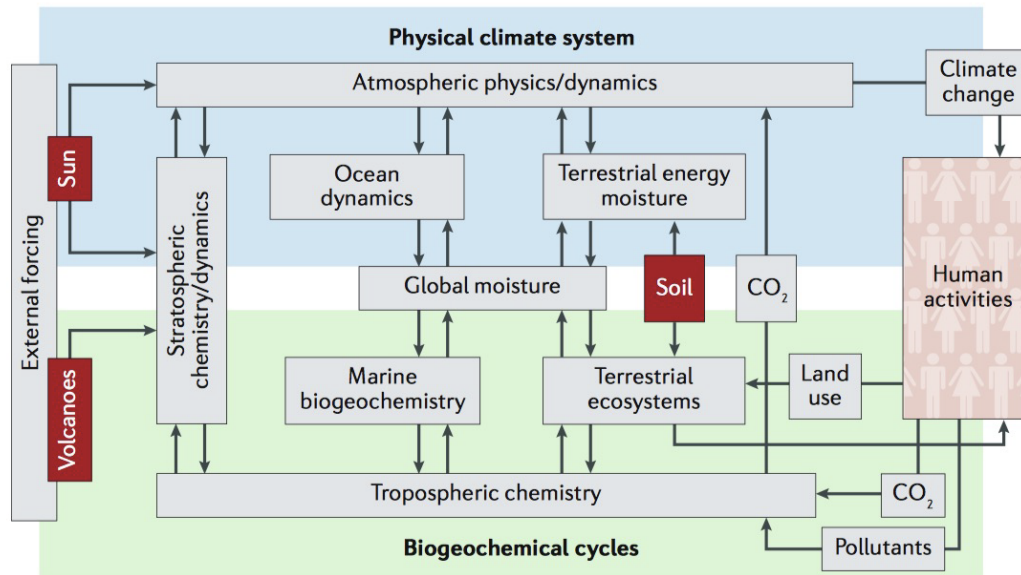 Physical climate system
Atmospheric physics/dynamics
Climate
change
External forcing
Sun
Stratospheric
chemistry/dynamics
Ocean
dynamics
Terrestrial energy
moisture
Global moisture
Soil
CO₂
Human
activities
Volcanoes
Marine
biogeochemistry
Terrestrial
ecosystems
Land
use
Tropospheric chemistry
CO₂
Pollutants
Biogeochemical cycles